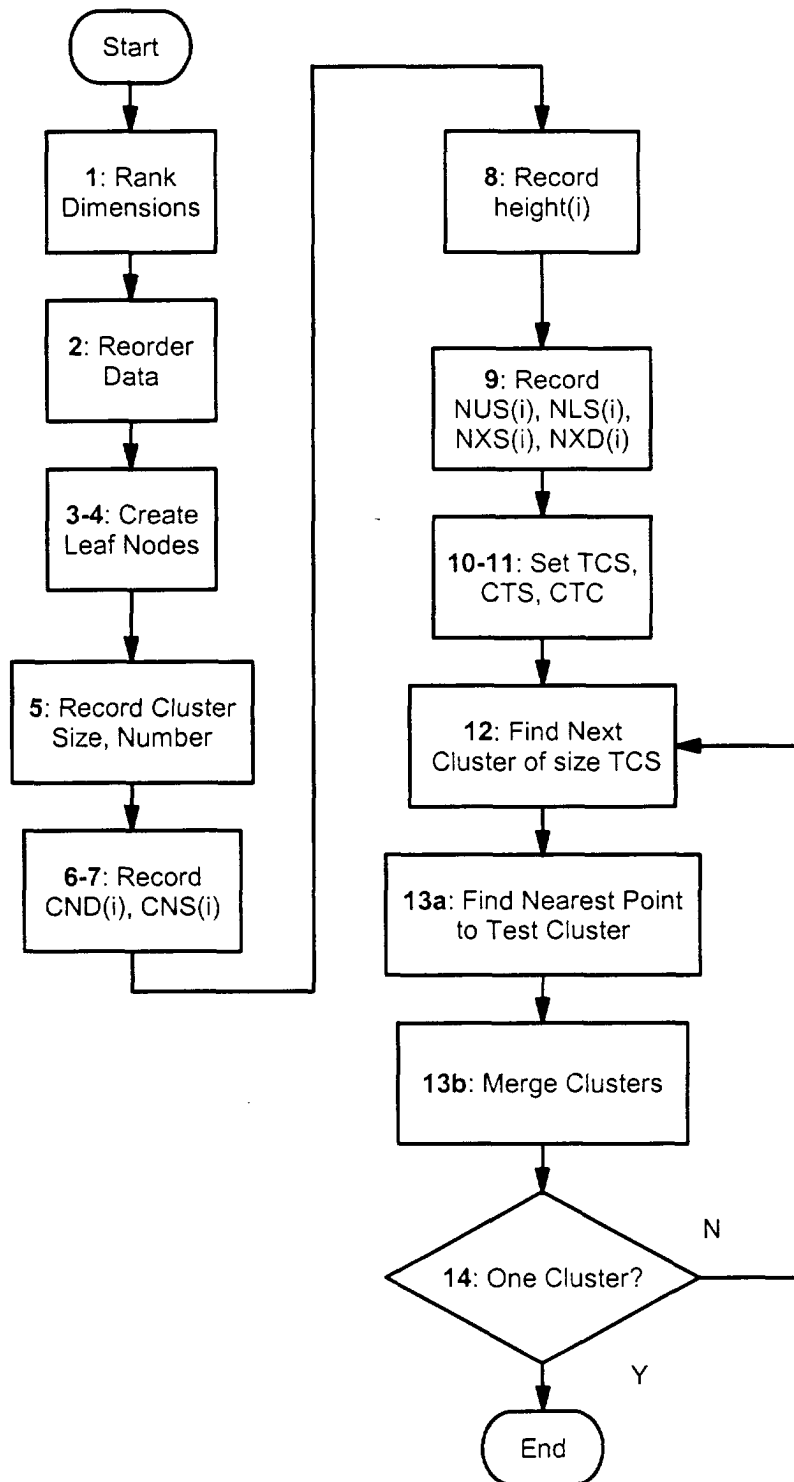 Start
1: Rank
Dimensions
2: Reorder
Data
3-4: Create
Leaf Nodes
5: Record Cluster
Size, Number
6-7: Record
CND(i), CNS(i)
8: Record
height(i)
9: Record
NUS(i), NLS(i),
NXS(i), NXD(i)
10-11: Set TCS,
CTS, CTC
12: Find Next
Cluster of size TCS
13a: Find Nearest Point
to Test Cluster
13b: Merge Clusters
14: One Cluster?
N
Y
End